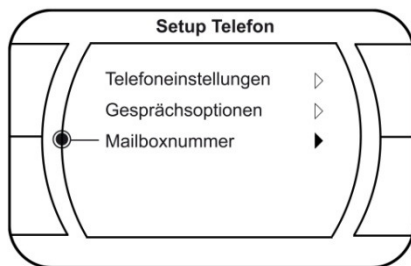 Setup Telefon
Telefoneinstellungen
Gesprächsoptionen
Mailboxnummer